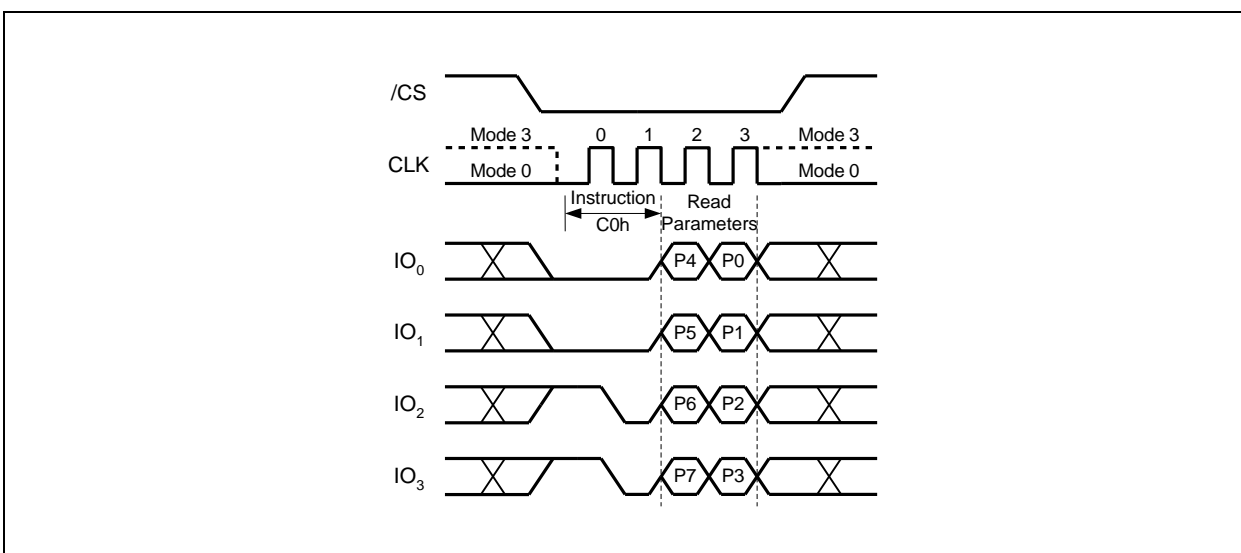 /CS
Mode 3 0 1 2 3 Mode 3
CLK
Mode 0 Mode 0
Instruction Read
C0h Parameters
IO0 P4 P0
IO1 P5 P1
IO2 P6 P2
IO3 P7 P3